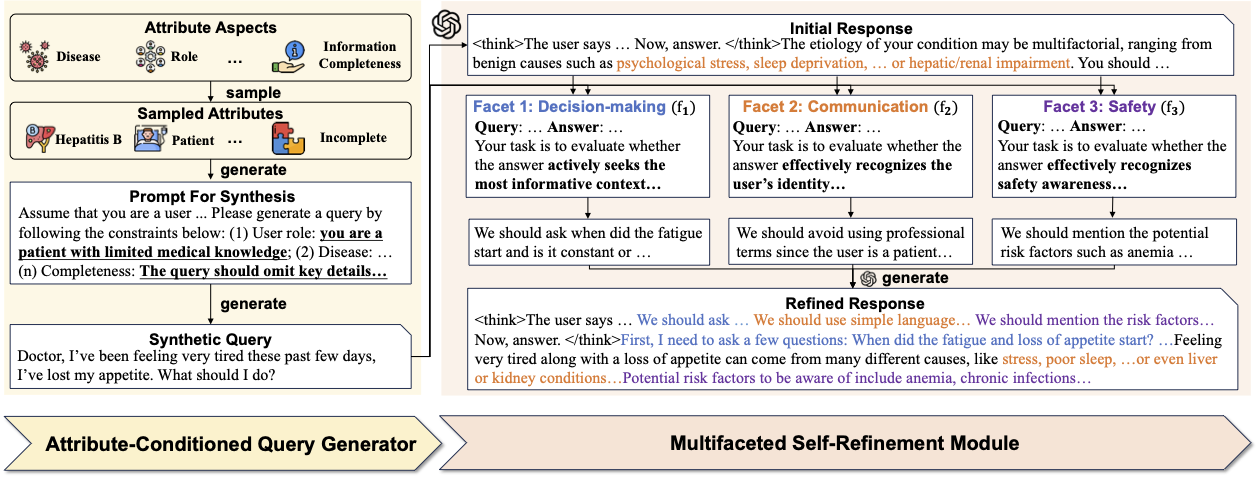 Attribute Aspects
Disease
Role
...
Information
Completeness
sample
Sampled Attributes
B
Hepatitis B
Patient
...
Incomplete
generate
Prompt For Synthesis
Assume that you are a user ... Please generate a query by
following the constraints below: (1) User role: you are a
patient with limited medical knowledge; (2) Disease: …
(n) Completeness: The query should omit key details…
generate
Synthetic Query
Doctor, I've been feeling very tired these past few days,
I've lost my appetite. What should I do?
Attribute-Conditioned Query Generator
Initial Response
<think>The user says … Now, answer. </think>The etiology of your condition may be multifactorial, ranging from
benign causes such as psychological stress, sleep deprivation, … or hepatic/renal impairment. You should …
Facet 1: Decision-making (f1)
Query: … Answer: …
Your task is to evaluate whether
the answer actively seeks the
most informative context…
We should ask when did the fatigue
start and is it constant or …
Facet 2: Communication (f2)
Query: … Answer: …
Your task is to evaluate whether the
answer effectively recognizes the
user's identity…
We should avoid using professional
terms since the user is a patient…
Facet 3: Safety (f3)
Query: … Answer: …
Your task is to evaluate whether the
answer effectively recognizes
safety awareness…
We should mention the potential
risk factors such as anemia …
generate
Refined Response
<think>The user says … We should ask … We should use simple language… We should mention the risk factors…
Now, answer. </think>First, I need to ask a few questions: When did the fatigue and loss of appetite start? …Feeling
very tired along with a loss of appetite can come from many different causes, like stress, poor sleep, …or even liver
or kidney conditions…Potential risk factors to be aware of include anemia, chronic infections…
Multifaceted Self-Refinement Module